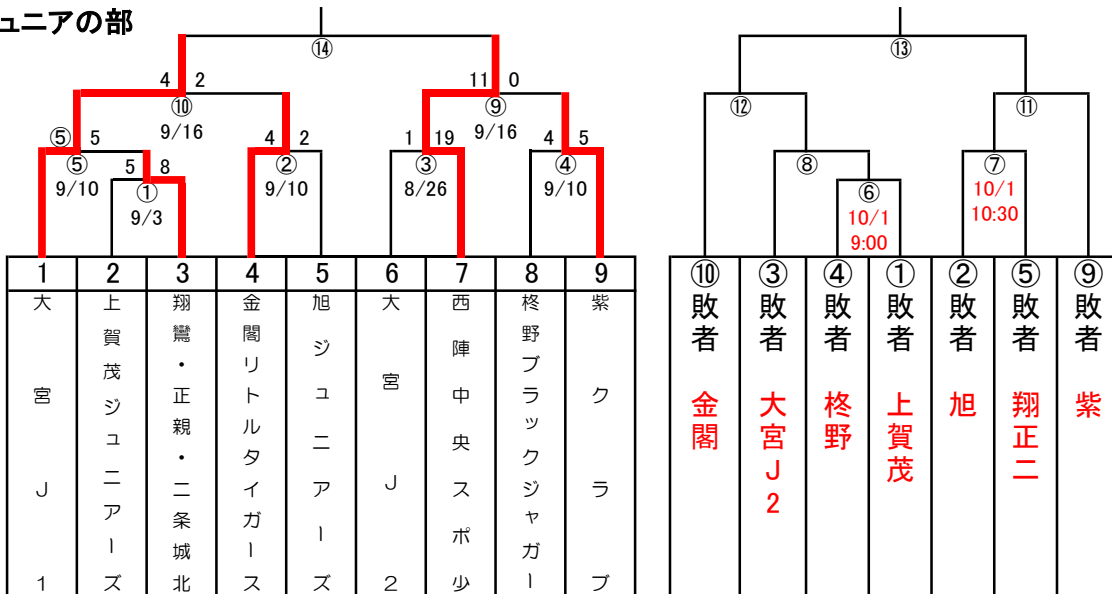 ュニアの部
⑭
⑬
4 2
11 0
⑩
9/16
⑨
9/16
⑫
⑪
⑤ 5
4 2
1 19
4 5
⑤
9/10
②
9/10
③
8/26
④
9/10
5 8
①
9/3
⑧
⑦
10/1
10:30
⑥
10/1
9:00
1 2 3 4 5 6 7 8 9
大宮J1
上賀茂ジュニアーズ
翔鸞・正親・二条城北
金閣リトルタイガース
旭ジュニアーズ
大宮J2
西陣中央スポ少
柊野ブラックジャガー
紫クラブ
⑩敗者 金閣
③敗者 大宮J2
④敗者 柊野
①敗者 上賀茂
②敗者 旭
⑤敗者 翔正二
⑨敗者 紫